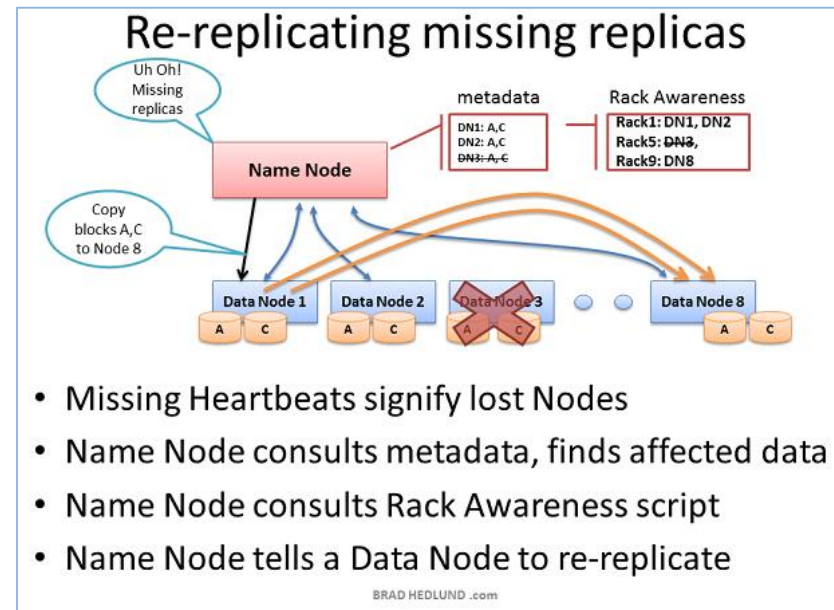 Re-replicating missing replicas
Uh Oh!
Missing
replicas
metadata
Rack Awareness
DN1: A,C
DN2: A,C
DN3: A, C
Rack1: DN1, DN2
Rack5: DN3,
Rack9: DN8
Name Node
Copy
blocks A,C
to Node 8
Data Node 1
Data Node 2
Data Node 3
Data Node 8
A C
A C
A C
A C
• Missing Heartbeats signify lost Nodes
• Name Node consults metadata, finds affected data
• Name Node consults Rack Awareness script
• Name Node tells a Data Node to re-replicate
BRAD HEDLUND .com